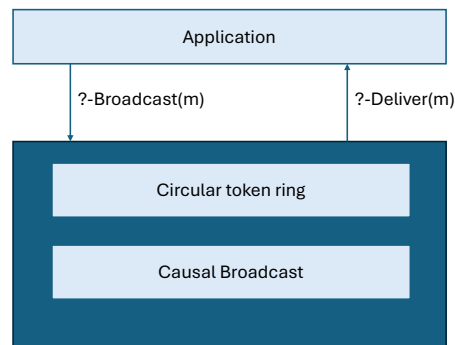 Application
?-Broadcast(m)
?-Deliver(m)
Circular token ring
Causal Broadcast